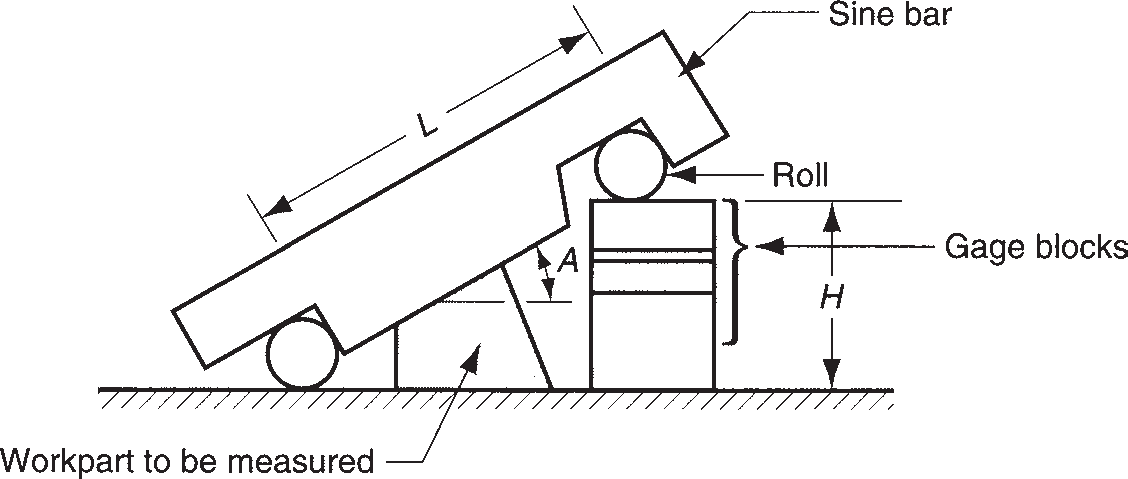 Sine bar
L
Roll
A
Gage blocks
H
Workpart to be measured